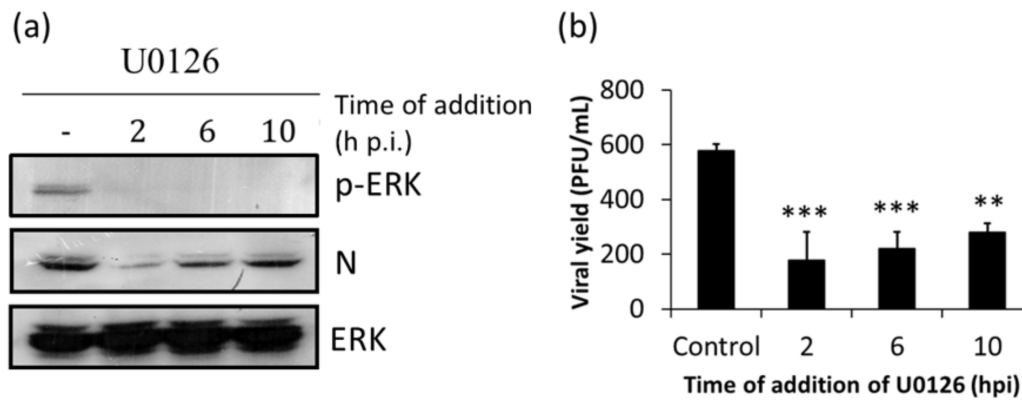 (a)
U0126
Time of addition
(h p.i.)
- 2 6 10
p-ERK
N
ERK
(b)
Viral yield (PFU/mL)
800
600
400
200
0
*** *** **
Control 2 6 10
Time of addition of U0126 (hpi)